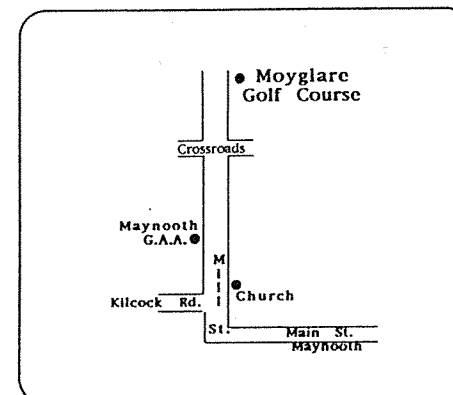 Moyglare
Golf Course
Crossroads
Maynooth
G.A.A.
M
Church
Kilcock Rd.
St.
Main St.
Maynooth